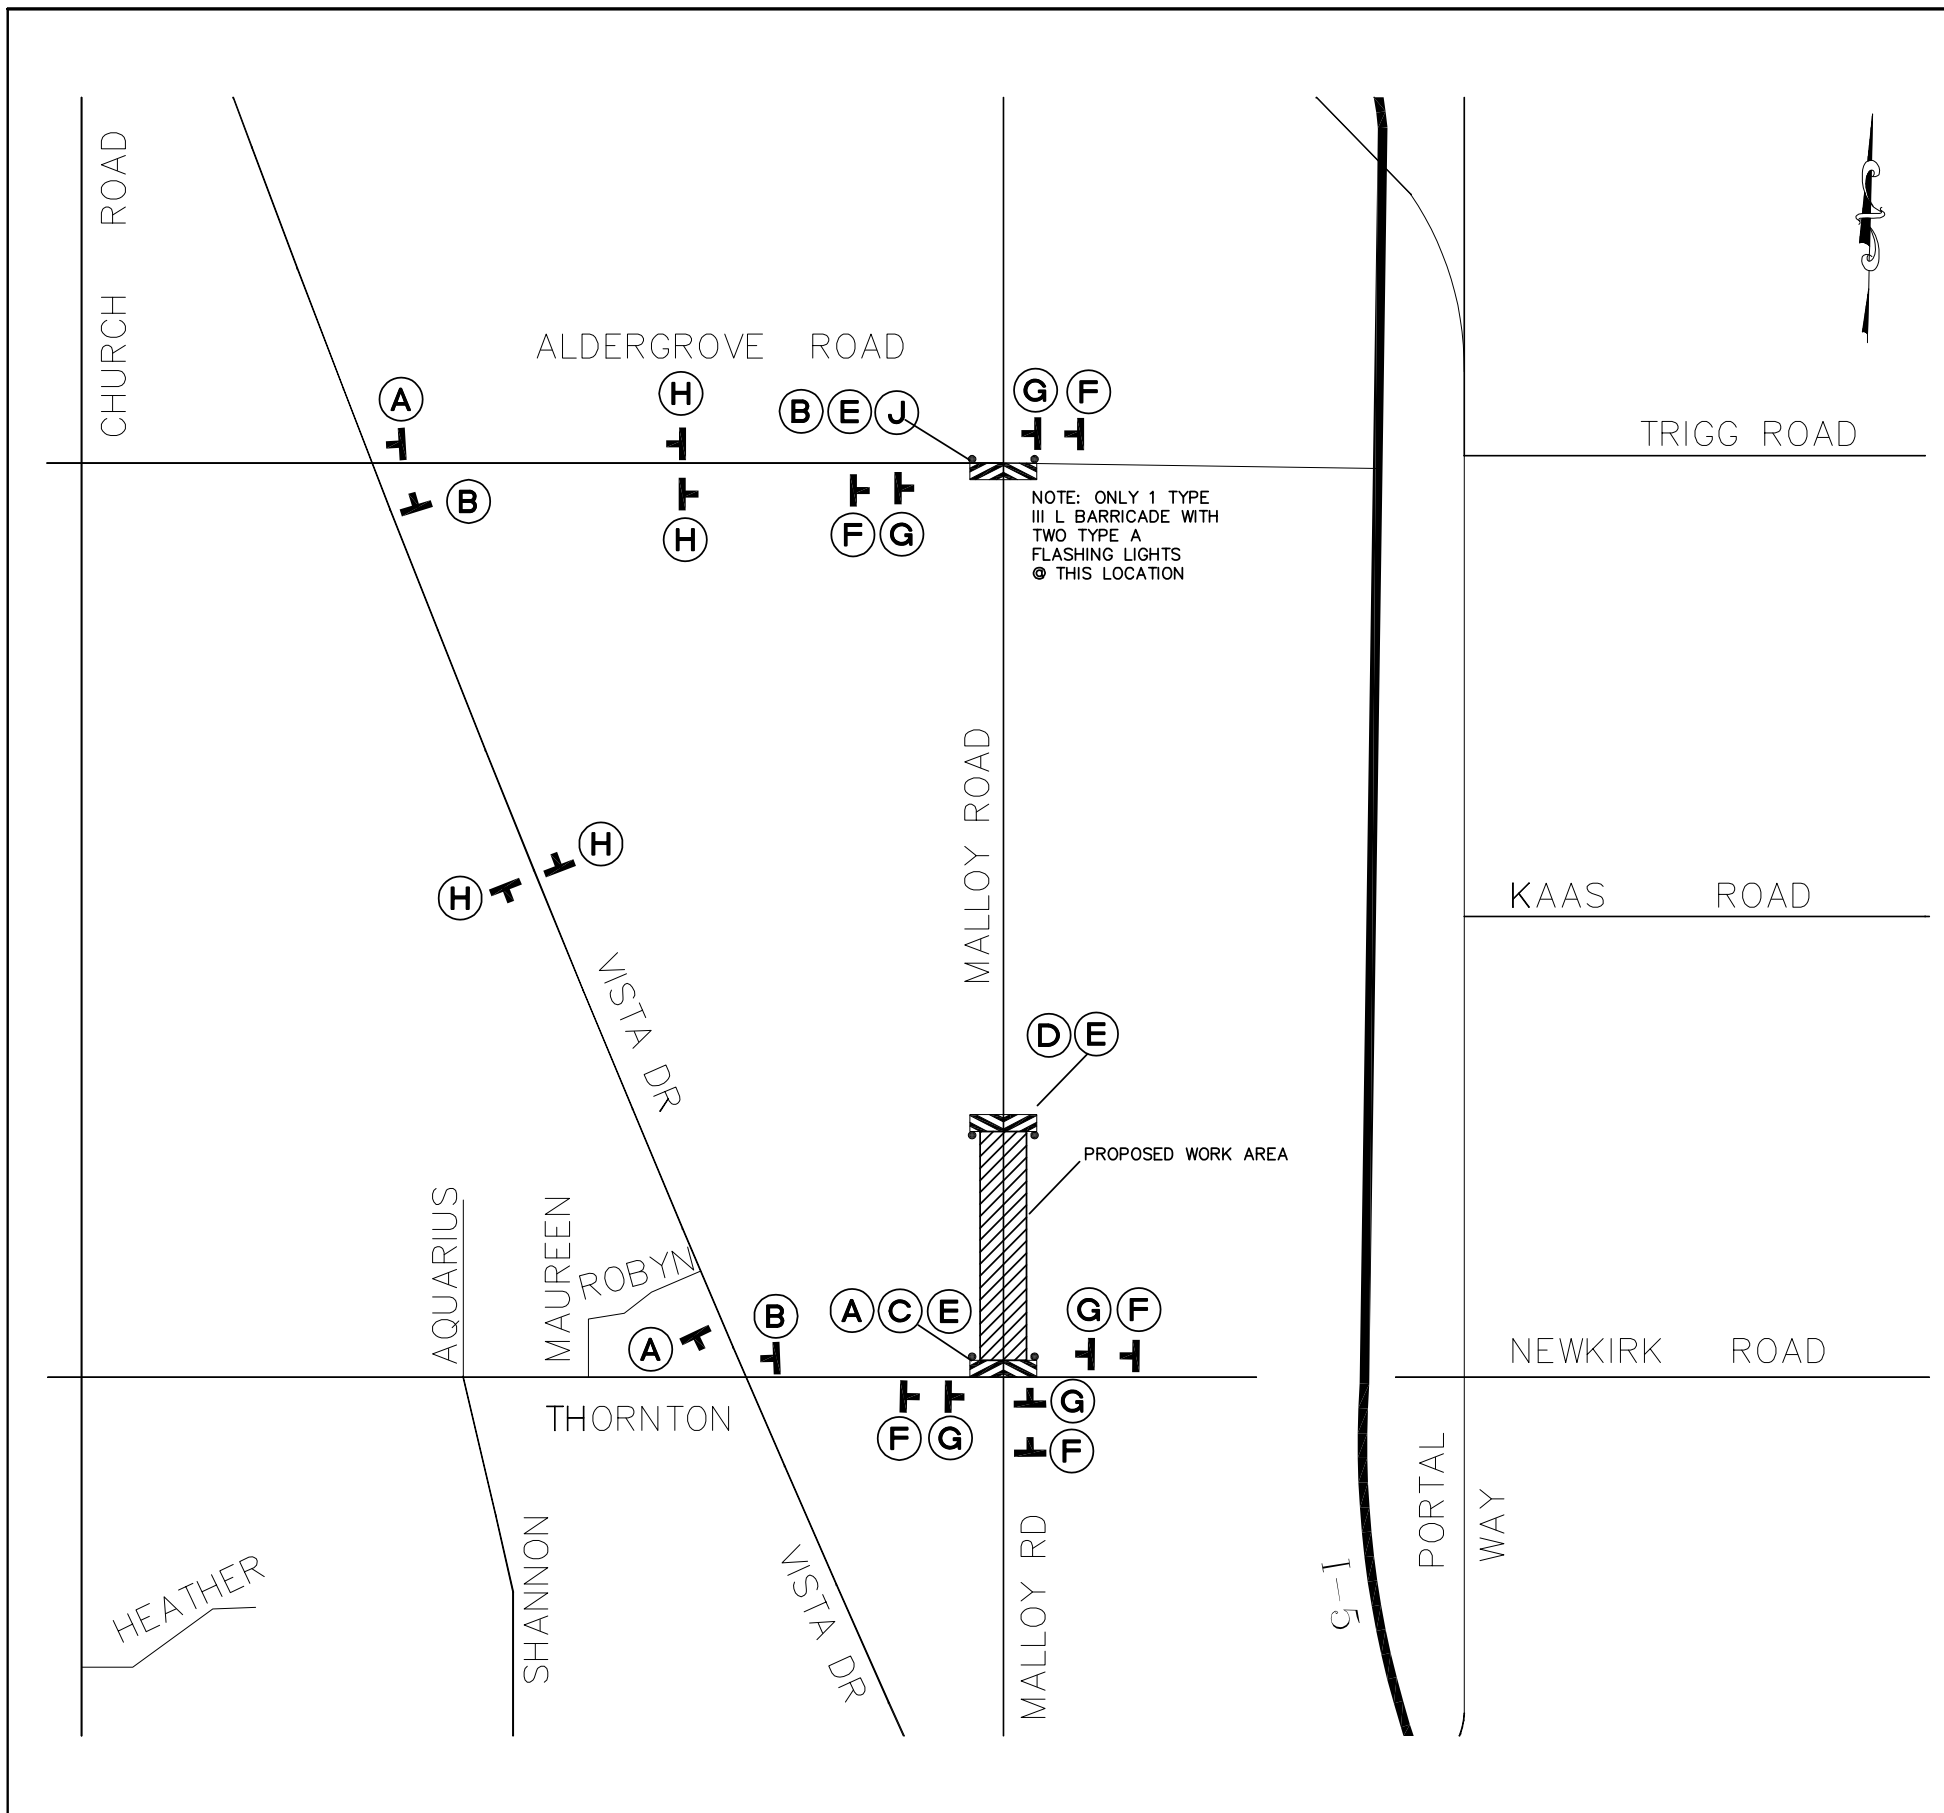 CHURCH ROAD
ALDERGROVE ROAD
A
H
B E J
G F
TRIGG ROAD
B
H
F G
NOTE: ONLY 1 TYPE
III L BARRICADE WITH
TWO TYPE A
FLASHING LIGHTS
@ THIS LOCATION
MALLOY ROAD
H
H
KAAS ROAD
VISTA DR
D E
PROPOSED WORK AREA
AQUARIUS
MAUREEN
ROBYN
A
B
A C E
G F
NEWKIRK ROAD
THORNTON
F G
G
F
PORTAL
WAY
HEATHER
SHANNON
VISTA DR
MALLOY RD
I-5